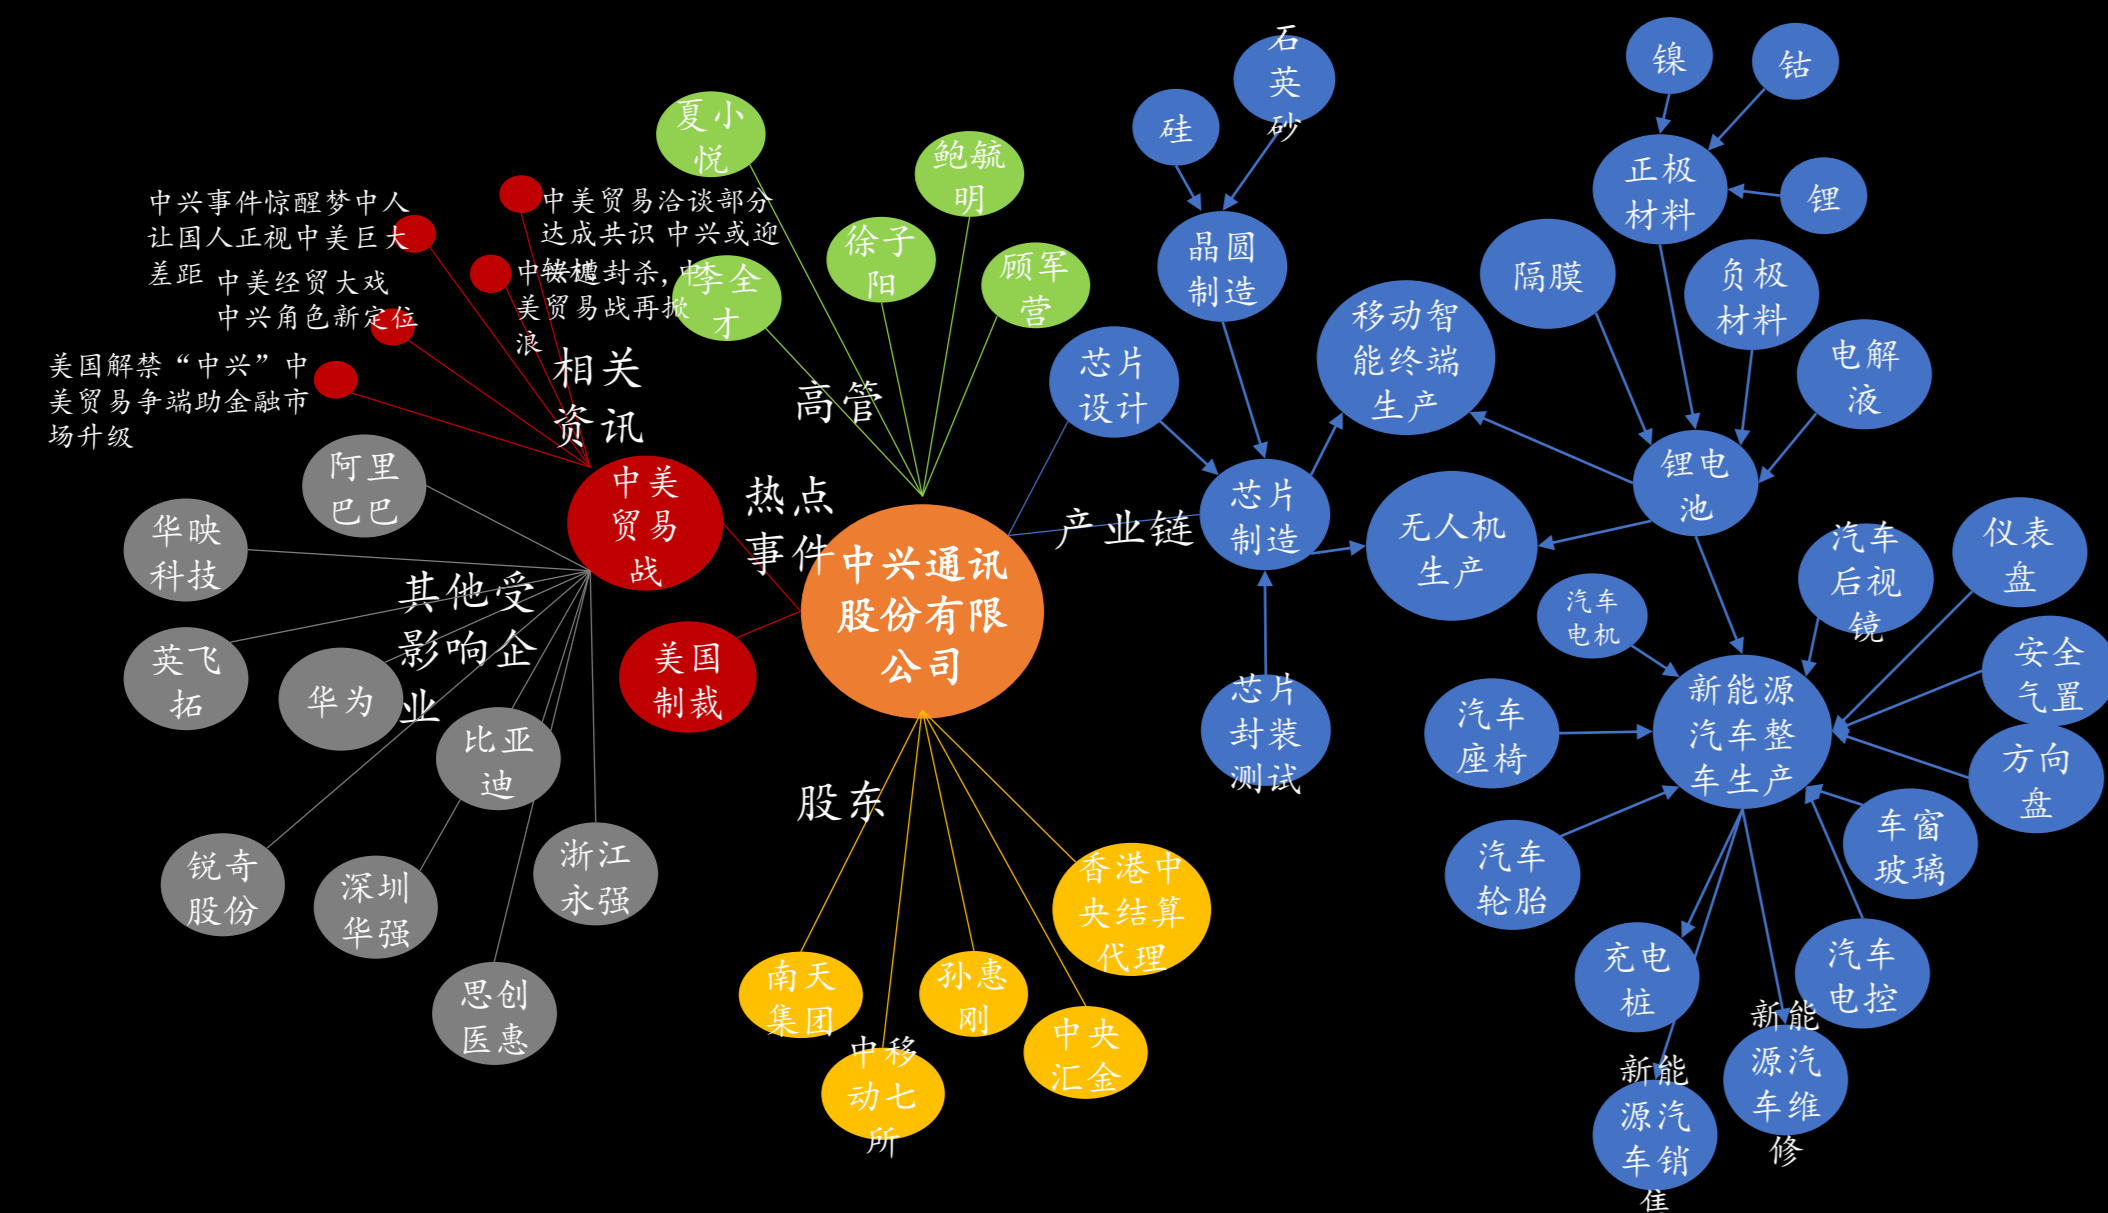 中兴事件惊醒梦中人
让国人正视中美巨大
差距
中美经贸大戏
中兴角色新定位
美国解禁“中兴”中
美贸易争端助金融市
场升级
中美贸易洽谈部分
达成共识 中兴或迎
转机
中兴遭封杀，中
美贸易战再掀
浪
相关
资讯
夏小
悦
李全
才
徐子
阳
鲍毓
明
顾军
营
高管
热点
事件
中美
贸易
战
美国
制裁
中兴通讯
股份有限
公司
其他受
影响企
业
阿里
巴巴
华映
科技
英飞
拓
华为
比亚
迪
锐奇
股份
深圳
华强
浙江
永强
思创
医惠
股东
南天
集团
中移
动七
所
孙惠
刚
中央
汇金
香港中
央结算
代理
产业链
硅
石
英
砂
晶圆
制造
芯片
设计
芯片
制造
芯片
封装
测试
移动智
能终端
生产
无人机
生产
镍
钴
锂
正极
材料
隔膜
负极
材料
电解
液
锂电
池
汽车
电机
汽车
后视
镜
仪表
盘
安全
气置
方向
盘
新能源
汽车整
车生产
汽车
座椅
汽车
轮胎
车窗
玻璃
充电
桩
汽车
电控
新能
源汽
车维
修
新能
源汽
车销
售